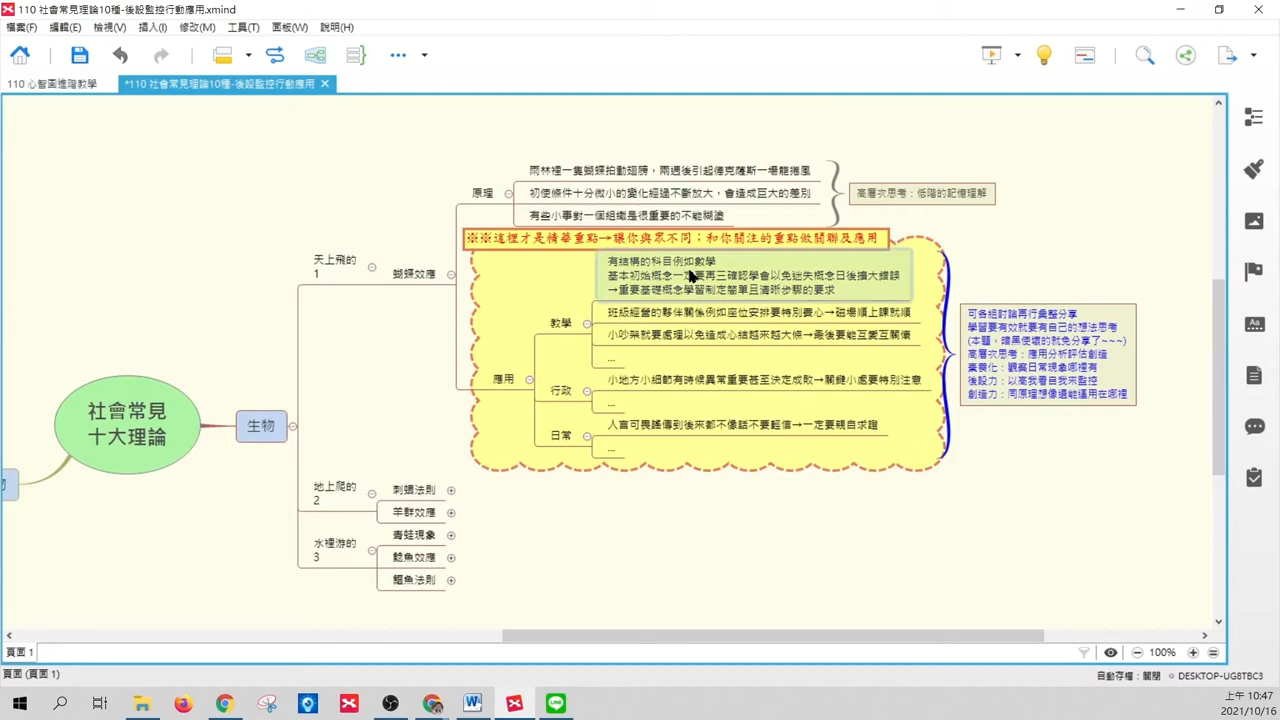 110 社會常見理論10種-後設監控行動應用.xmind
檔案(F) 編輯(E) 檢視(V) 插入(I) 修改(M) 工具(T) 面板(W) 說明(H)
110 心智圖進階教學
*110 社會常見理論10種-後設監控行動應用
雨林裡一隻蝴蝶拍動翅膀，兩週後引起德克薩斯一場龍捲風
原理
初使條件十分微小的變化經過不斷放大，會造成巨大的差別
高層次思考：低階的記憶理解
有些小事對一個組織是很重要的不能糊塗
※※這裡才是精華重點→讓你與眾不同；和你關注的重點做關聯及應用
天上飛的
1
蝴蝶效應
有結構的科目例如數學
基本初始概念一定要再三確認學會以免迷失概念日後擴大錯誤
→重要基礎概念學習制定簡單且清晰步驟的要求
教學
班級經營的夥伴關係例如座位安排要特別費心→磁場順上課就順
小吵架就要處理以免造成心結越來越大條→最後要能互愛互關懷
...
應用
行政
小地方小細節有時候異常重要甚至決定成敗→關鍵小處要特別注意
...
日常
人言可畏謠傳到後來都不像話不要輕信→一定要親自求證
...
可各組討論再行彙整分享
學習要有效就要有自己的想法思考
(本題，暗黑使壞的就免分享了~~~)
高層次思考：應用分析評估創造
素養化：觀察日常現象哪裡有
後設力：以高我看自我來監控
創造力：同原理想像還能運用在哪裡
社會常見
十大理論
生物
物
地上爬的
2
刺蝟法則
羊群效應
水裡游的
3
青蛙現象
鯰魚效應
鱷魚法則
頁面 1
100%
頁面 (頁面 1)
自動存檔：關閉
DESKTOP-UG8TBC3
上午 10:47
2021/10/16